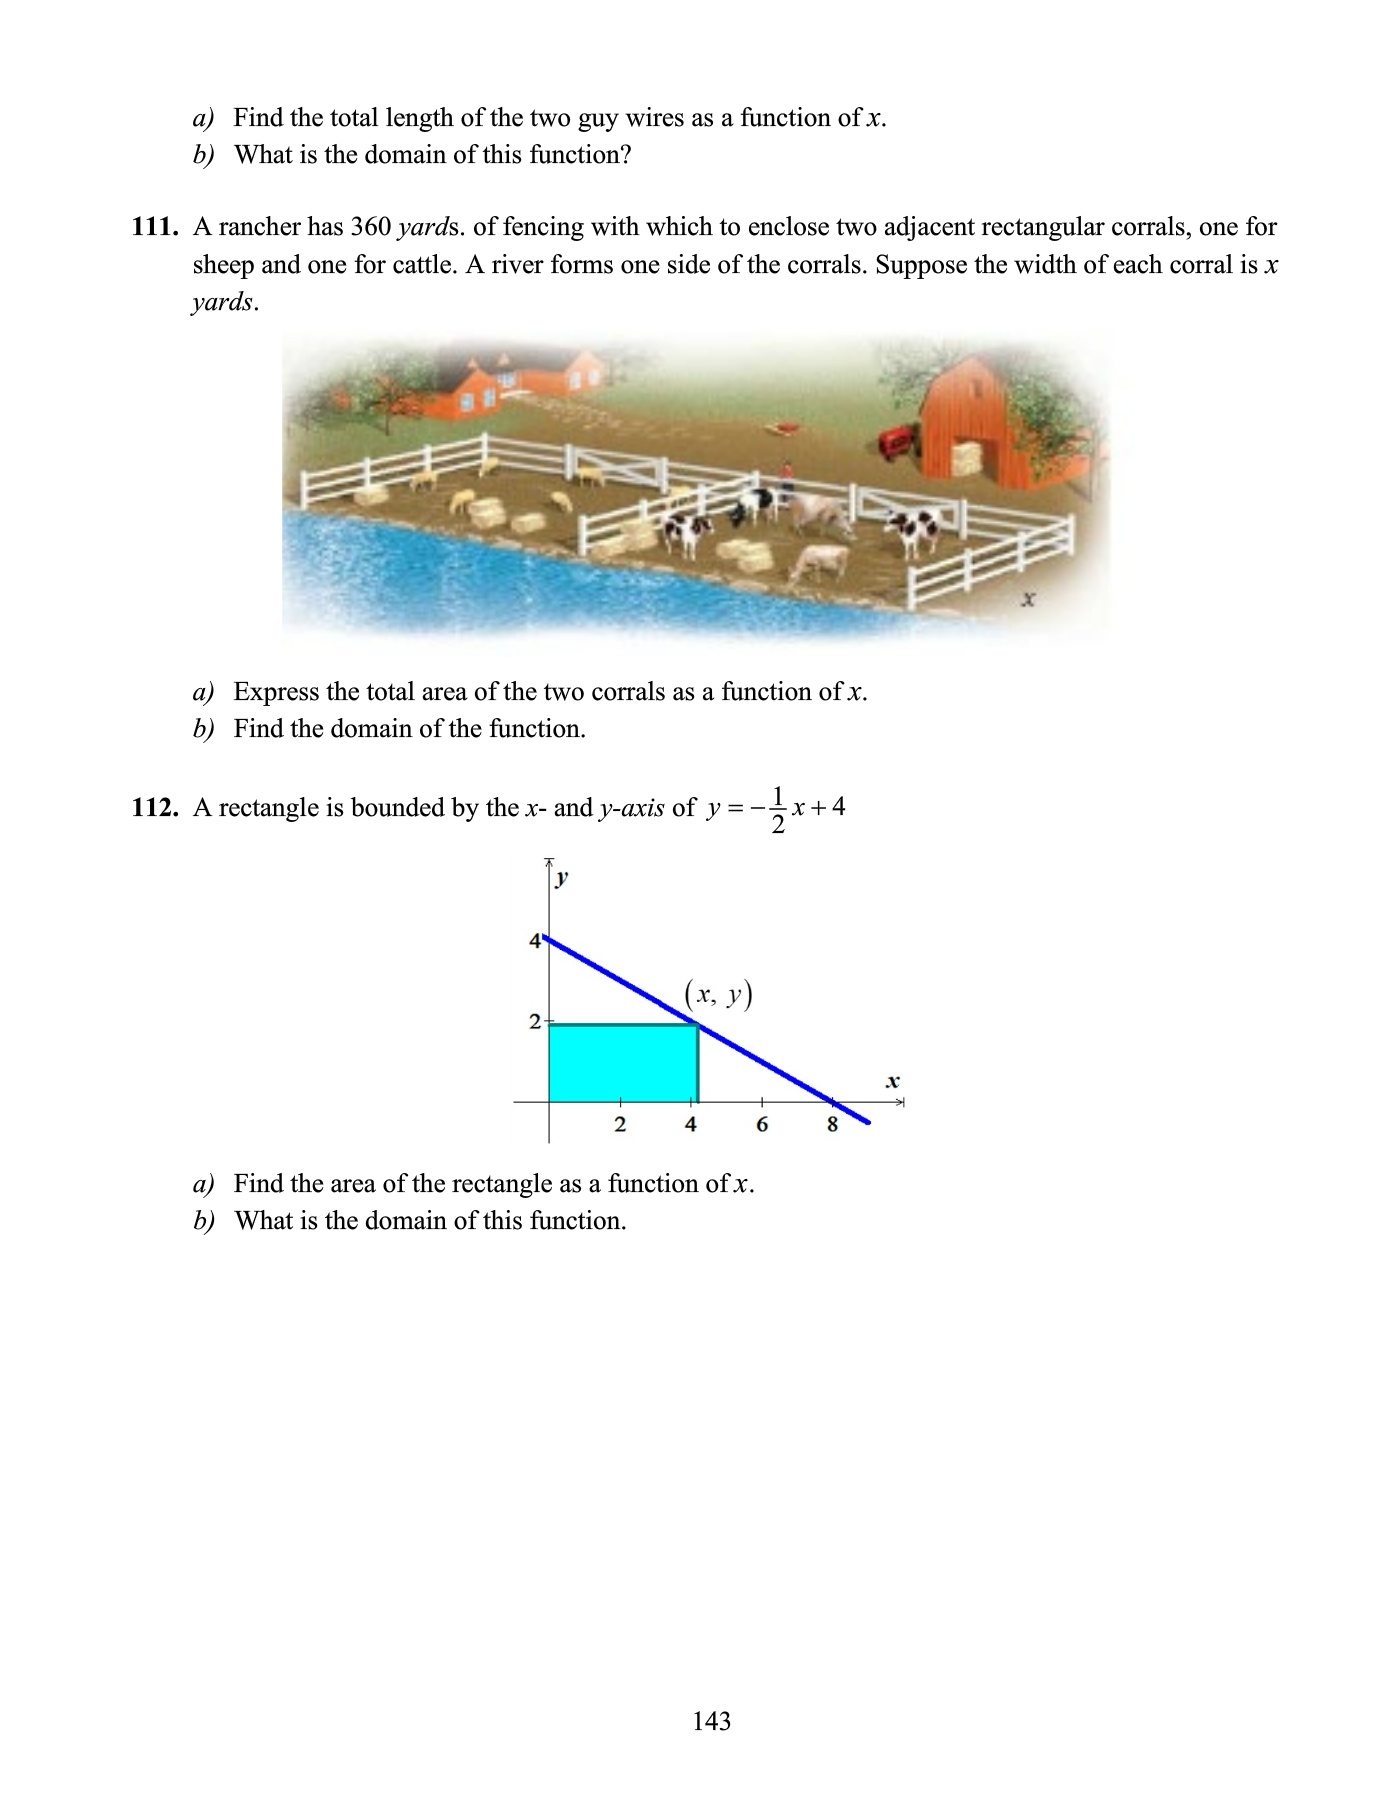 a) Find the total length of the two guy wires as a function of x.
b) What is the domain of this function?
111. A rancher has 360 yards. of fencing with which to enclose two adjacent rectangular corrals, one for
sheep and one for cattle. A river forms one side of the corrals. Suppose the width of each corral is x
yards.
x
a) Express the total area of the two corrals as a function of x.
b) Find the domain of the function.
112. A rectangle is bounded by the x- and y-axis of y = -1/2 x + 4
y
4
(x, y)
2
x
2 4 6 8
a) Find the area of the rectangle as a function of x.
b) What is the domain of this function.
143